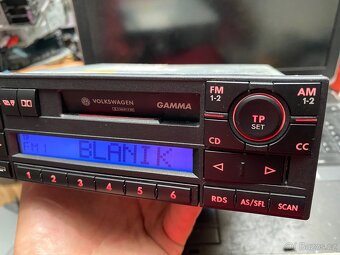 VOLKSWAGEN
GAMMA
FM
1-2
AM
1-2
TP
SET
CD
CC
FM1
BLANIK
1 2 3 4 5 6
RDS AS/SFL SCAN